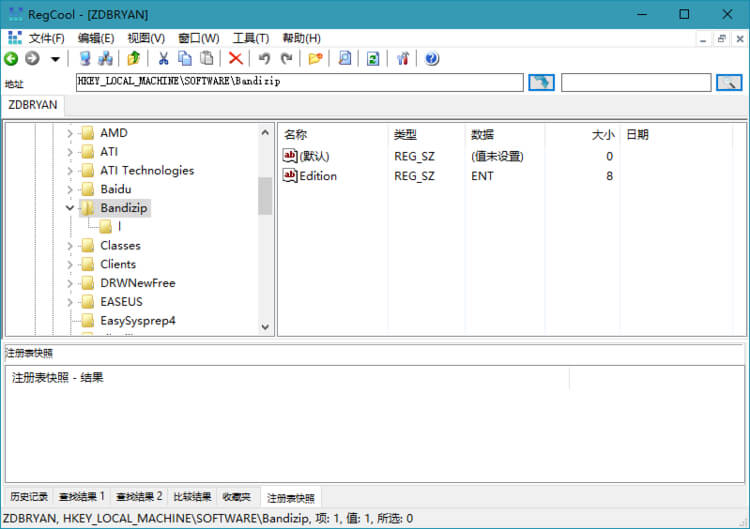 RegCool - [ZDBRYAN]
文件(F) 编辑(E) 视图(V) 窗口(W) 工具(T) 帮助(H)
地址 HKEY_LOCAL_MACHINE\SOFTWARE\Bandizip
ZDBRYAN
AMD
ATI
ATI Technologies
Baidu
Bandizip
l
Classes
Clients
DRWNewFree
EASEUS
EasySysprep4
名称 类型 数据 大小 日期
(默认) REG_SZ (值未设置) 0
Edition REG_SZ ENT 8
注册表快照
注册表快照 - 结果
历史记录 查找结果 1 查找结果 2 比较结果 收藏夹 注册表快照
ZDBRYAN, HKEY_LOCAL_MACHINE\SOFTWARE\Bandizip, 项: 1, 值: 1, 所选: 0